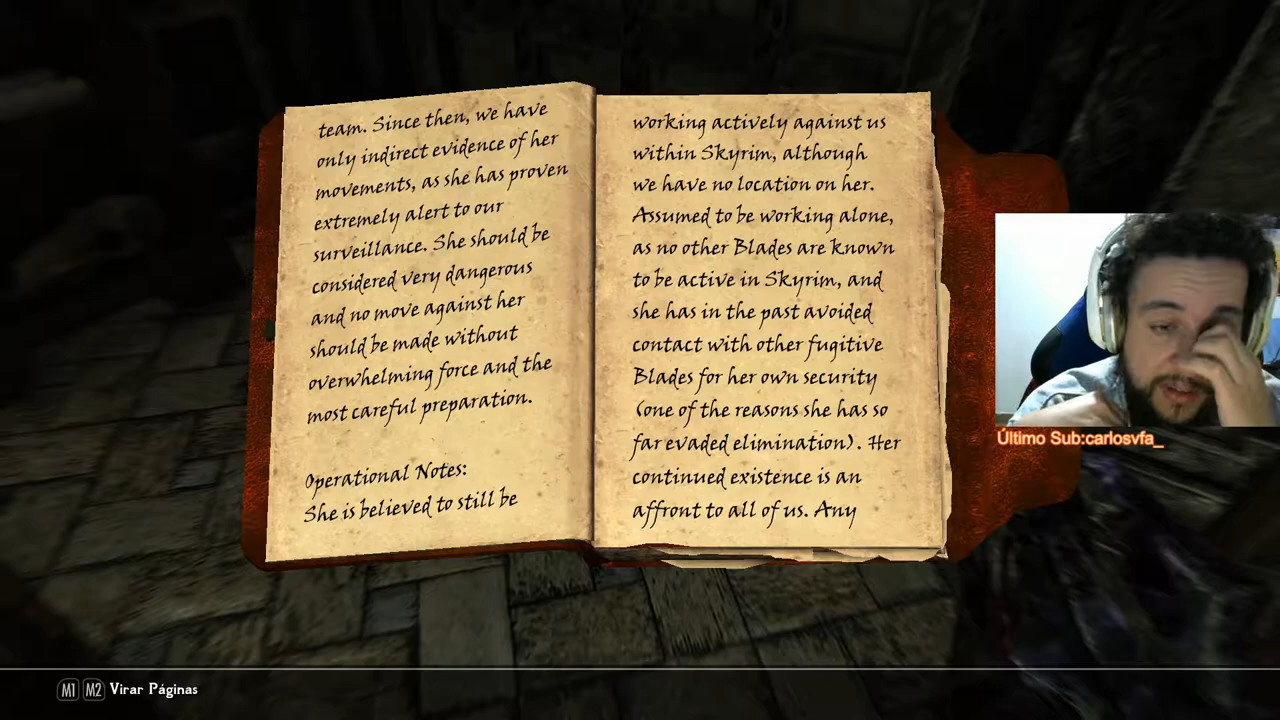 team. Since then, we have
only indirect evidence of her
movements, as she has proven
extremely alert to our
surveillance. She should be
considered very dangerous
and no move against her
should be made without
overwhelming force and the
most careful preparation.
Operational Notes:
She is believed to still be
working actively against us
within Skyrim, although
we have no location on her.
Assumed to be working alone,
as no other Blades are known
to be active in Skyrim, and
she has in the past avoided
contact with other fugitive
Blades for her own security
(one of the reasons she has so
far evaded elimination). Her
continued existence is an
affront to all of us. Any
Último Sub:carlosvfa_
M1 M2 Virar Páginas